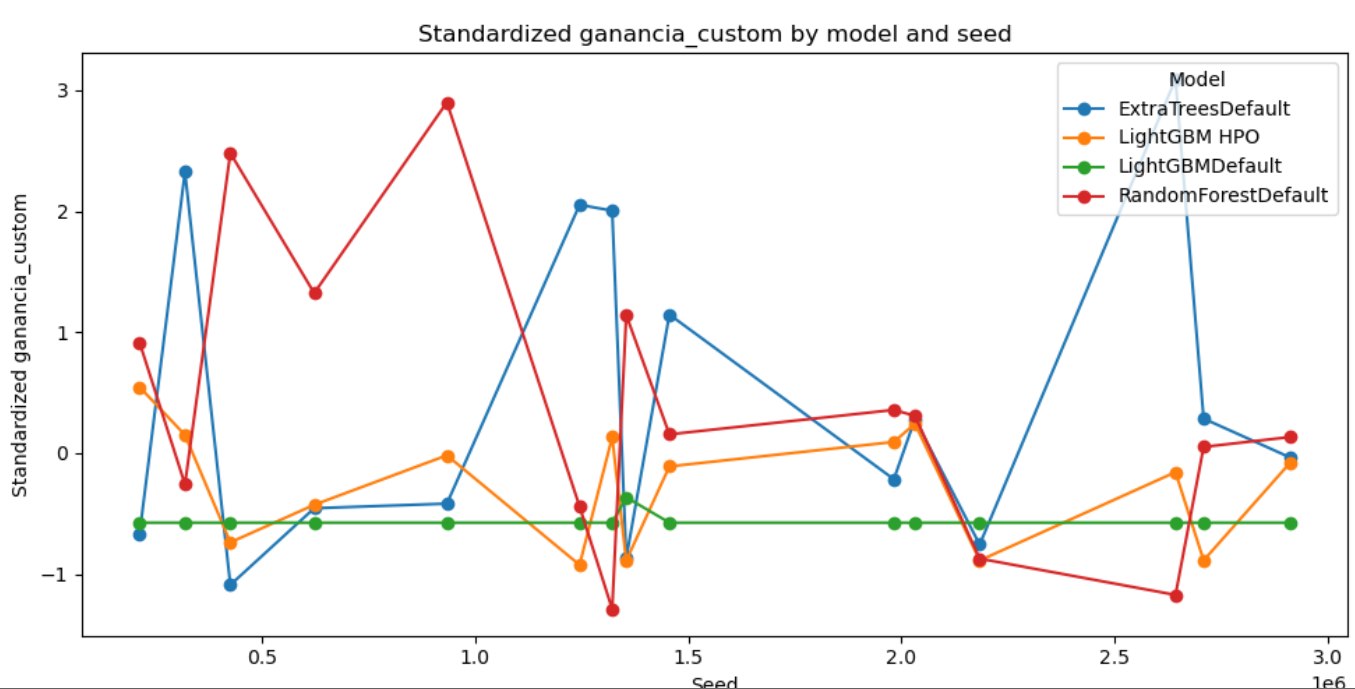 Standardized ganancia_custom by model and seed
Standardized ganancia_custom
3
2
1
0
−1
Model
ExtraTreesDefault
LightGBM HPO
LightGBMDefault
RandomForestDefault
0.5 1.0 1.5 2.0 2.5 3.0
1e6
Seed